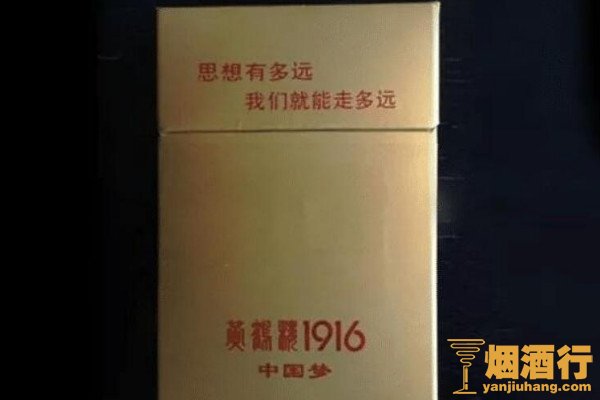 思想有多远
我们就能走多远
黄鹤楼1916
中国梦
烟酒行
yanjiuhang.com